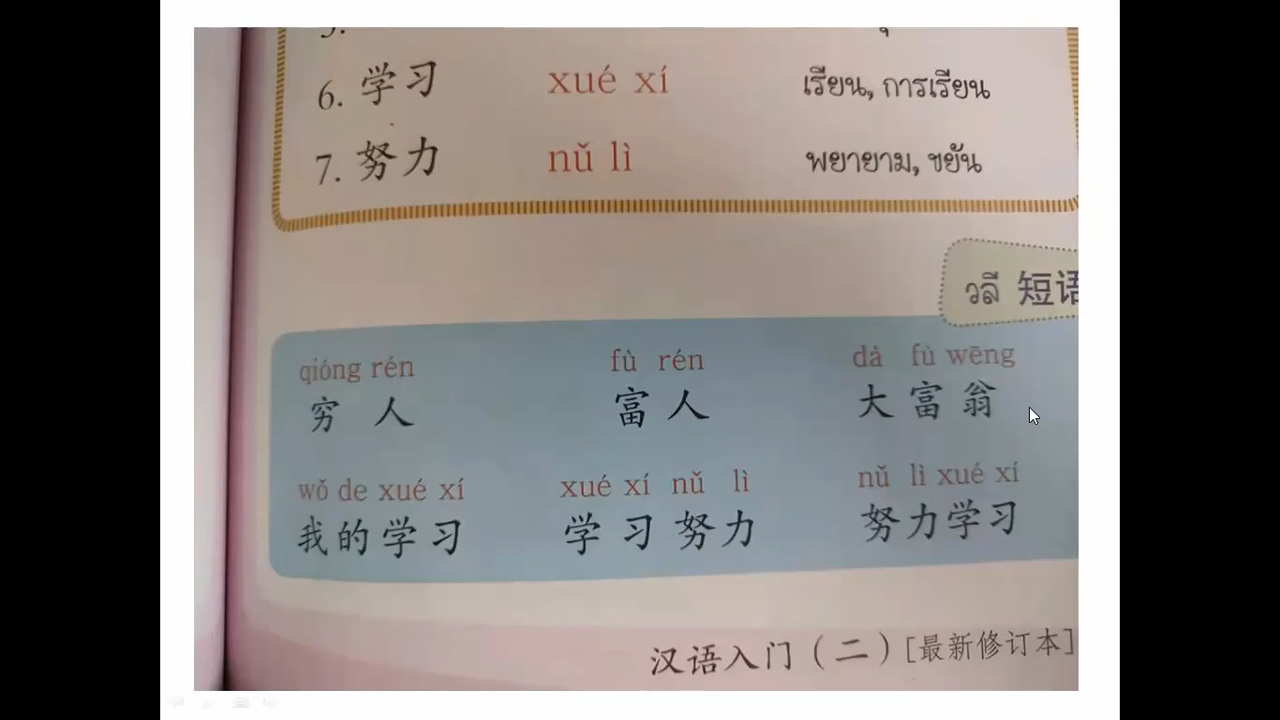 6. 学习 xué xí เรียน, การเรียน
7. 努力 nǔ lì พยายาม, ขยัน
วลี 短语
qióng rén fù rén dà fù wēng
穷人 富人 大富翁
wǒ de xué xí xué xí nǔ lì nǔ lì xué xí
我的学习 学习努力 努力学习
汉语入门（二）[最新修订本]